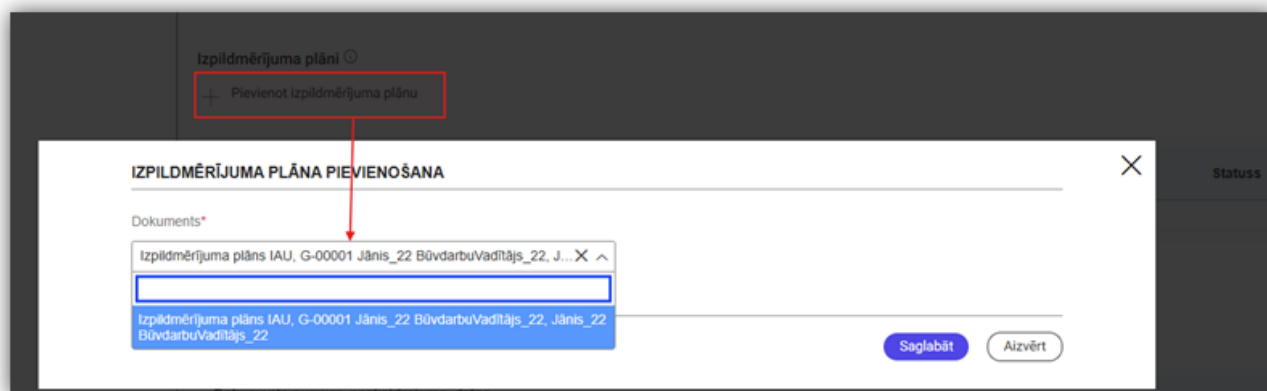 Izpildmērījuma plāni
Pievienot izpildmērījuma plānu
IZPILDMĒRĪJUMA PLĀNA PIEVIENOŠANA
Statuss
Dokuments*
Izpildmērījuma plāns IAU, G-00001 Jānis_22 BūvdarbuVadītājs_22, J...
Izpildmērījuma plāns IAU, G-00001 Jānis_22 BūvdarbuVadītājs_22, Jānis_22
BūvdarbuVadītājs_22
Saglabāt
Aizvērt